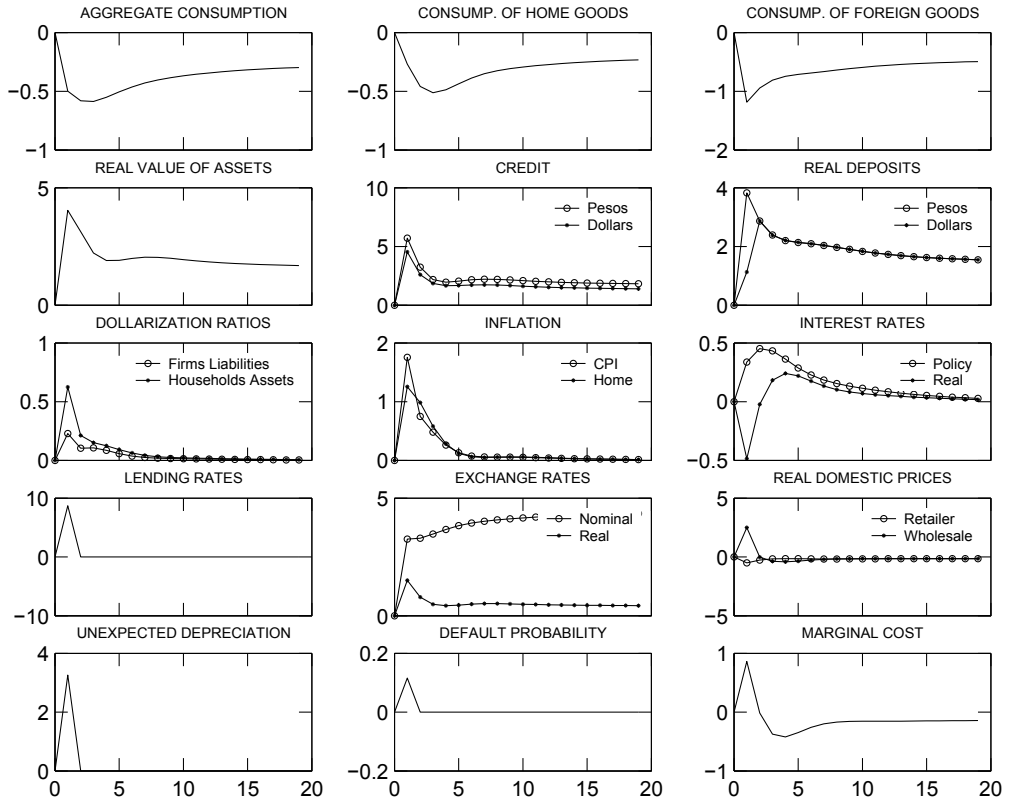 AGGREGATE CONSUMPTION
0
−0.5
−1
CONSUMP. OF HOME GOODS
0
−0.5
−1
CONSUMP. OF FOREIGN GOODS
0
−1
−2
REAL VALUE OF ASSETS
5
0
CREDIT
10
5
0
Pesos
Dollars
REAL DEPOSITS
4
2
0
Pesos
Dollars
DOLLARIZATION RATIOS
1
0.5
0
Firms Liabilities
Households Assets
INFLATION
2
1
0
CPI
Home
INTEREST RATES
0.5
0
−0.5
Policy
Real
LENDING RATES
10
0
−10
EXCHANGE RATES
5
0
Nominal
Real
REAL DOMESTIC PRICES
5
0
−5
Retailer
Wholesale
UNEXPECTED DEPRECIATION
4
2
0
0 5 10 15 20
DEFAULT PROBABILITY
0.2
0
−0.2
0 5 10 15 20
MARGINAL COST
1
0
−1
0 5 10 15 20